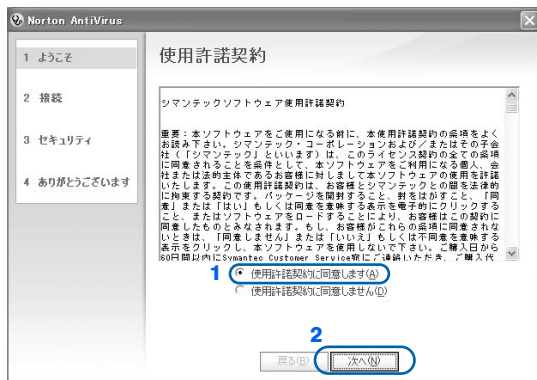 Norton AntiVirus
1 ようこそ
2 接続
3 セキュリティ
4 ありがとうございます
使用許諾契約
シマンテックソフトウェア使用許諾契約
重要：本ソフトウェアをご使用になる前に、本使用許諾契約の条項をよく
お読み下さい。シマンテック・コーポレーションおよび／またはその子会
社（「シマンテック」といいます）は、このライセンス契約の全ての条項
に同意されることを条件として、本ソフトウェアをご利用になる個人、会
社または法的主体であるお客様に対しまして本ソフトウェアの使用を許諾
いたします。この使用許諾契約は、お客様とシマンテックとの間を法律的
に拘束する契約です。パッケージを開封すること、封をはがすこと、「同
意」または「はい」もしくは同意を意味する表示を電子的にクリックする
こと、またはソフトウェアをロードすることにより、お客様はこの契約に
同意したものとみなされます。もし、お客様がこれらの条項に同意されな
いときは、「同意しません」または「いいえ」もしくは不同意を意味する
表示をクリックし、本ソフトウェアを使用しないで下さい。ご購入日から
60日間以内にSymantec Customer Service宛にご連絡いただき、ご購入代
1
使用許諾契約に同意します(A)
使用許諾契約に同意しません(D)
2
戻る(B)
次へ(N)